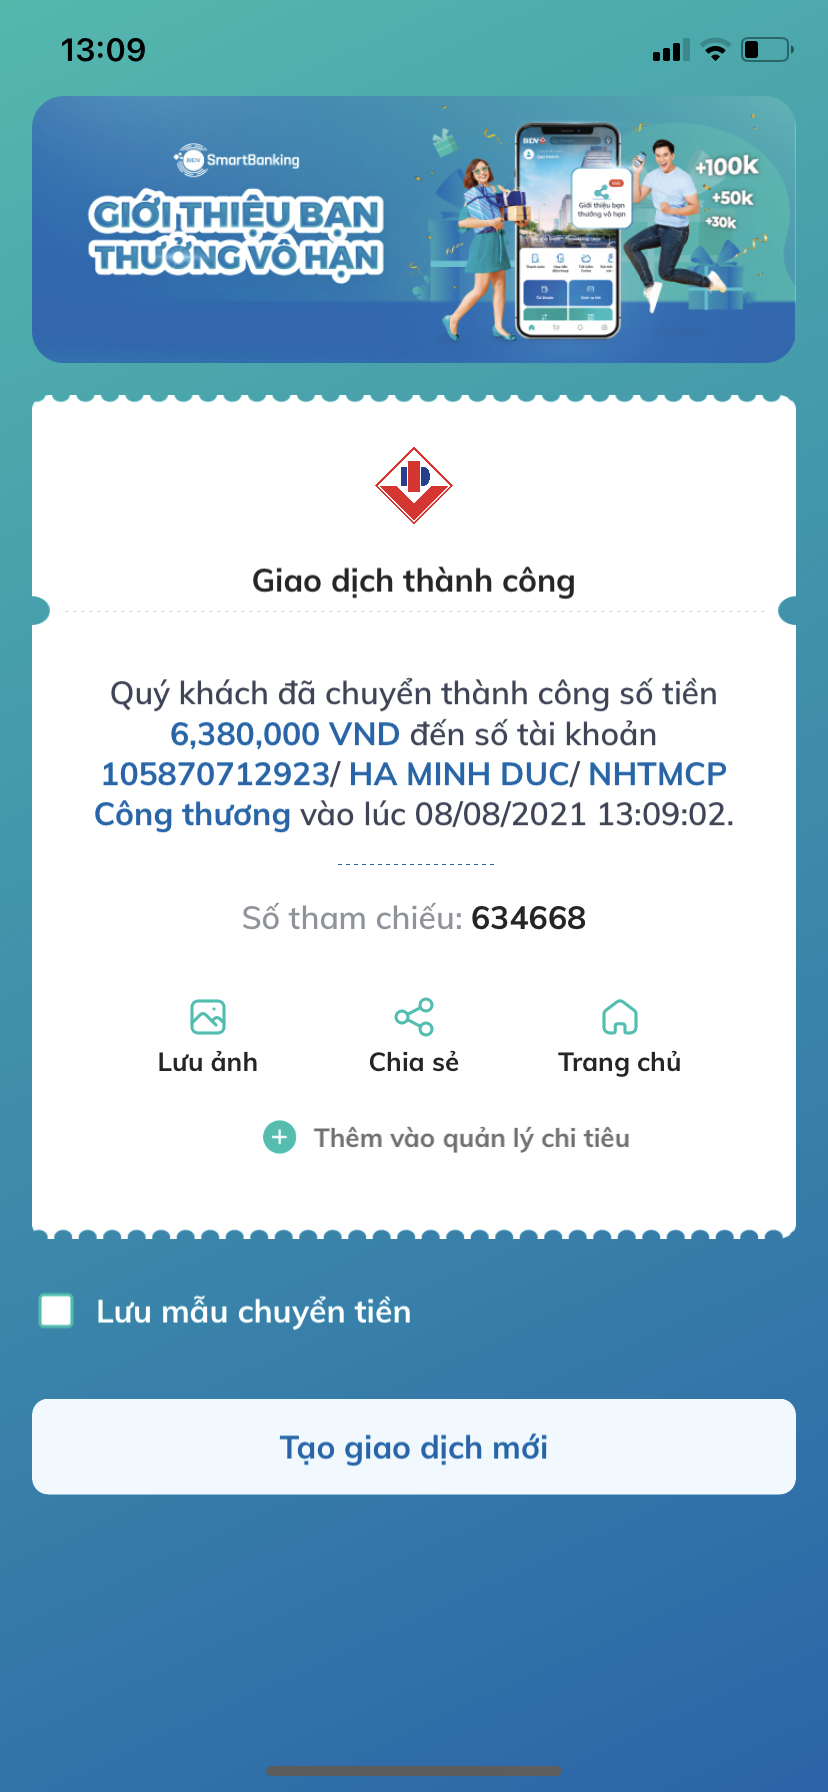 13:09
BIDV SmartBanking
GIỚI THIỆU BẠN
THƯỞNG VÔ HẠN
BIDV
Giới thiệu bạn
thưởng vô hạn
+100k
+50k
+30k
Giao dịch thành công
Quý khách đã chuyển thành công số tiền
6,380,000 VND đến số tài khoản
105870712923/ HA MINH DUC/ NHTMCP
Công thương vào lúc 08/08/2021 13:09:02.
Số tham chiếu: 634668
Lưu ảnh
Chia sẻ
Trang chủ
Thêm vào quản lý chi tiêu
Lưu mẫu chuyển tiền
Tạo giao dịch mới